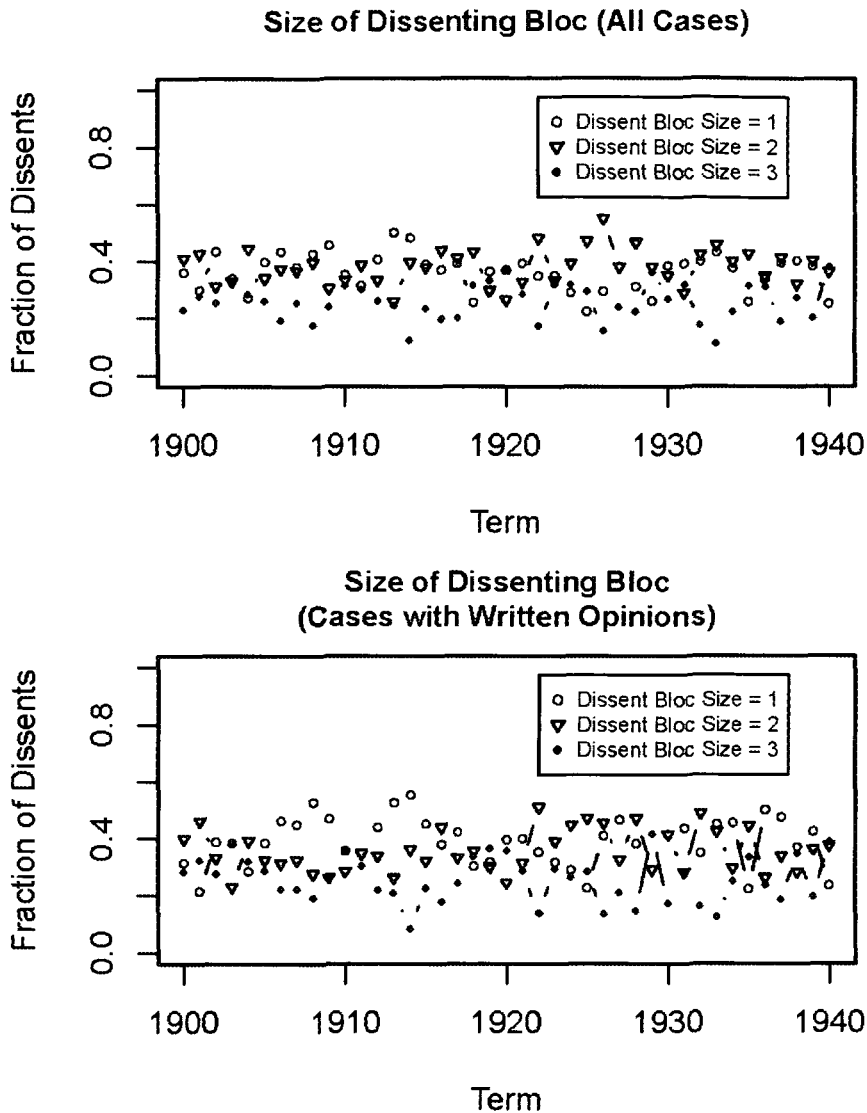 Size of Dissenting Bloc (All Cases)
Fraction of Dissents
0.8
0.4
0.0
Dissent Bloc Size = 1
Dissent Bloc Size = 2
Dissent Bloc Size = 3
1900 1910 1920 1930 1940
Term
Size of Dissenting Bloc
(Cases with Written Opinions)
Fraction of Dissents
0.8
0.4
0.0
Dissent Bloc Size = 1
Dissent Bloc Size = 2
Dissent Bloc Size = 3
1900 1910 1920 1930 1940
Term